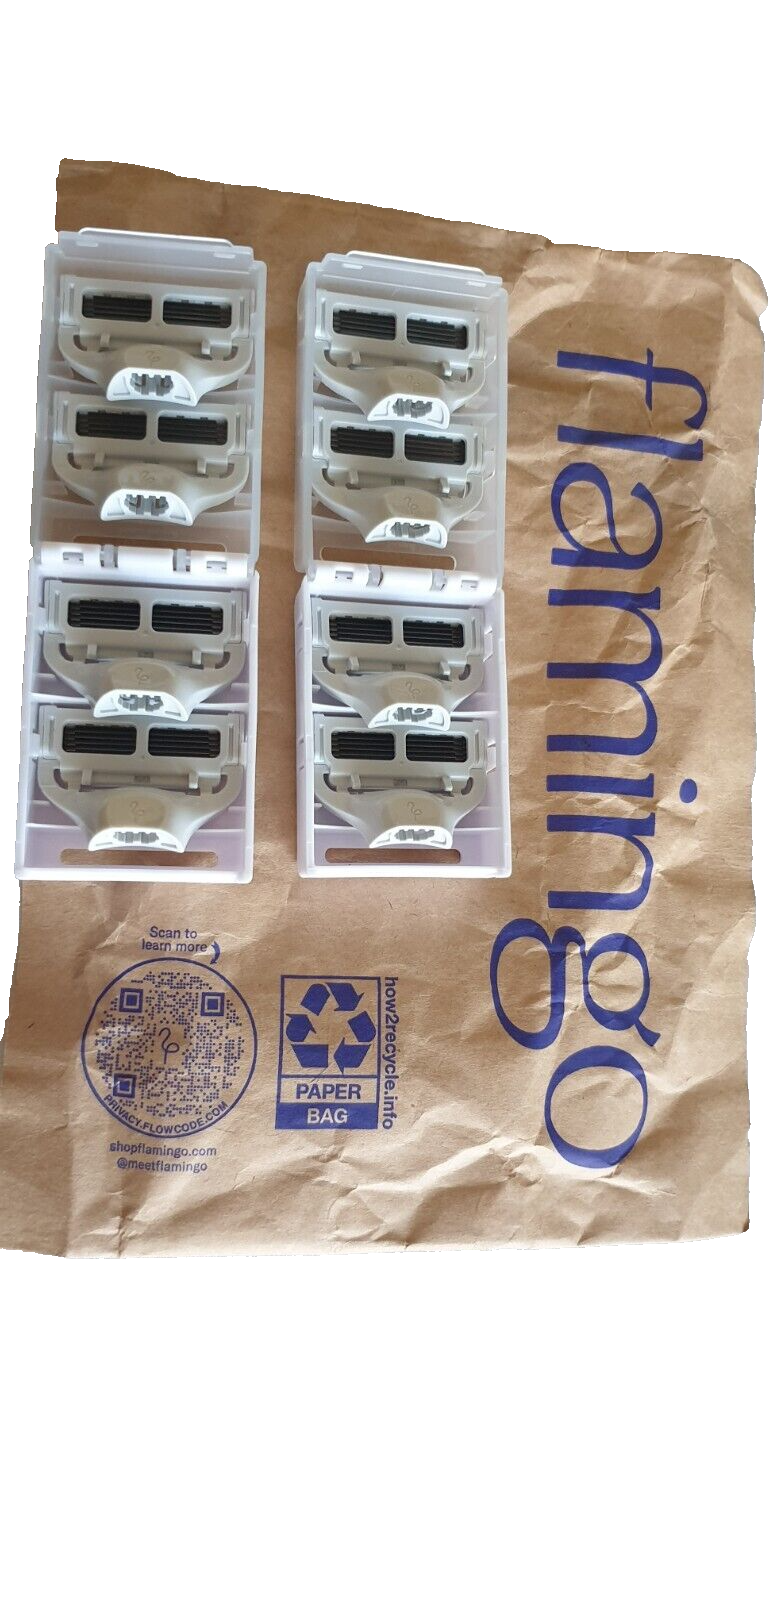 flamingo
Scan to
learn more
PRIVACY.FLOWCODE.COM
shopflamingo.com
@meetflamingo
how2recycle.info
PAPER
BAG